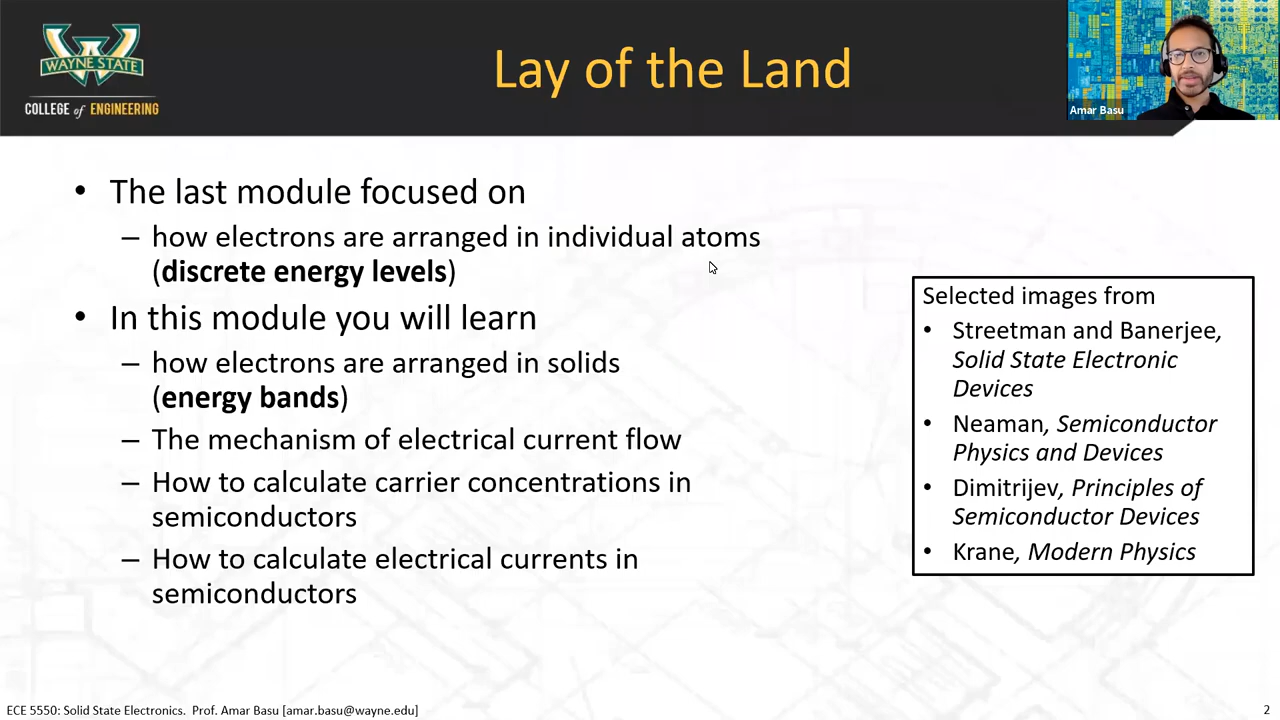 WAYNE STATE
COLLEGE of ENGINEERING
Lay of the Land
Amar Basu
• The last module focused on
– how electrons are arranged in individual atoms
(discrete energy levels)
• In this module you will learn
– how electrons are arranged in solids
(energy bands)
– The mechanism of electrical current flow
– How to calculate carrier concentrations in
semiconductors
– How to calculate electrical currents in
semiconductors
Selected images from
• Streetman and Banerjee,
Solid State Electronic
Devices
• Neaman, Semiconductor
Physics and Devices
• Dimitrijev, Principles of
Semiconductor Devices
• Krane, Modern Physics
ECE 5550: Solid State Electronics. Prof. Amar Basu [amar.basu@wayne.edu]
2